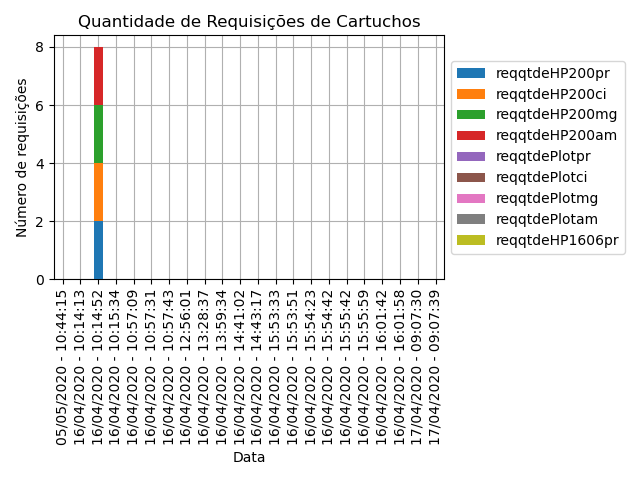 Quantidade de Requisições de Cartuchos
Número de requisições
8
6
4
2
0
05/05/2020 - 10:44:15
16/04/2020 - 10:14:13
16/04/2020 - 10:14:52
16/04/2020 - 10:15:34
16/04/2020 - 10:57:09
16/04/2020 - 10:57:31
16/04/2020 - 10:57:43
16/04/2020 - 12:56:01
16/04/2020 - 13:28:37
16/04/2020 - 13:59:34
16/04/2020 - 14:41:02
16/04/2020 - 14:43:17
16/04/2020 - 15:53:33
16/04/2020 - 15:53:51
16/04/2020 - 15:54:23
16/04/2020 - 15:54:42
16/04/2020 - 15:55:42
16/04/2020 - 15:55:59
16/04/2020 - 16:01:42
16/04/2020 - 16:01:58
17/04/2020 - 09:07:30
17/04/2020 - 09:07:39
Data
reqqtdeHP200pr
reqqtdeHP200ci
reqqtdeHP200mg
reqqtdeHP200am
reqqtdePlotpr
reqqtdePlotci
reqqtdePlotmg
reqqtdePlotam
reqqtdeHP1606pr